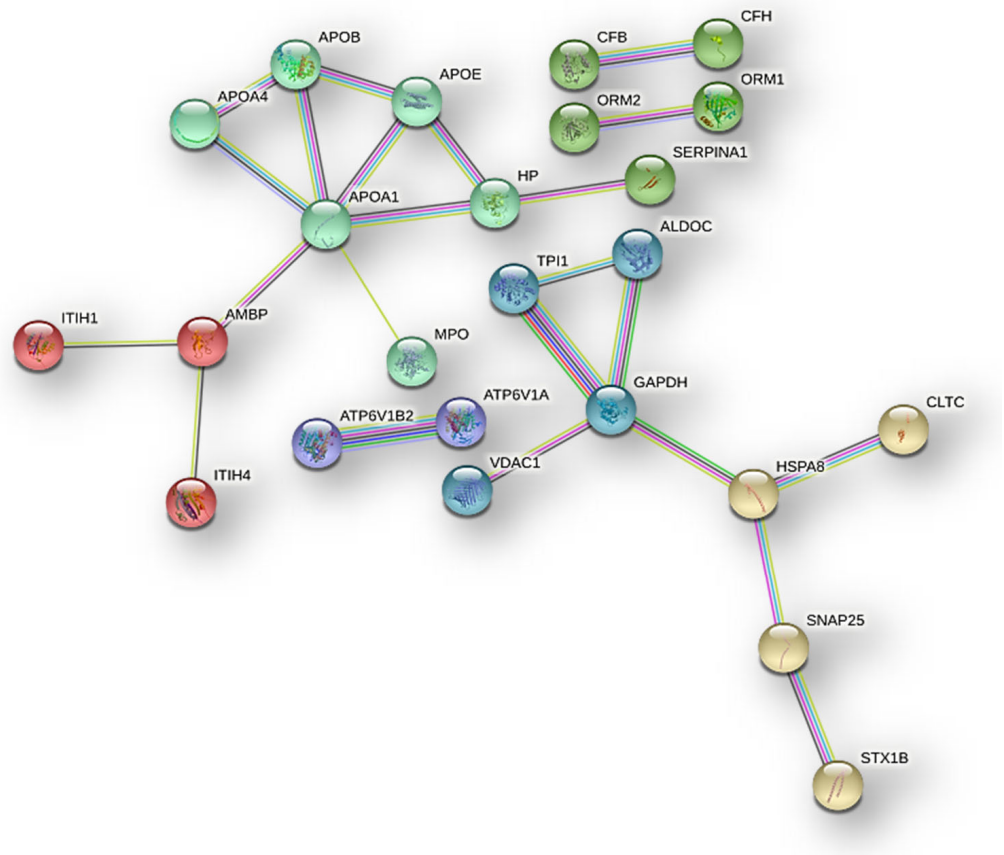 CFH
APOB
CFB
APOE
ORM1
APOA4
ORM2
SERPINA1
HP
APOA1
ALDOC
TPI1
AMBP
ITIH1
MPO
GAPDH
ATP6V1A
CLTC
ATP6V1B2
VDAC1
HSPA8
ITIH4
SNAP25
STX1B